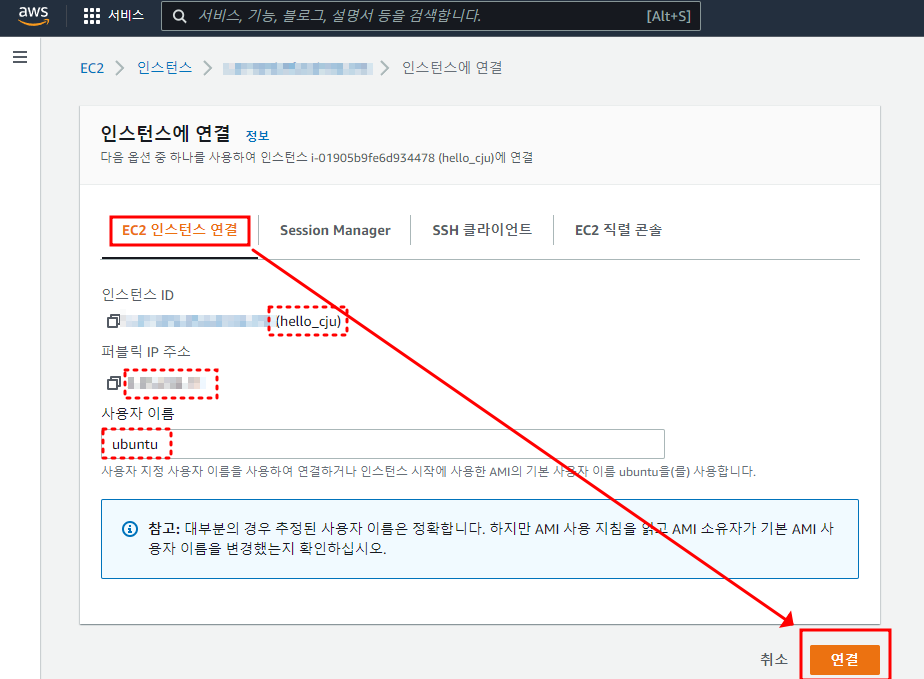 aws 서비스 서비스, 기능, 블로그, 설명서 등을 검색합니다. [Alt+S]
EC2 인스턴스 인스턴스에 연결
인스턴스에 연결 정보
다음 옵션 중 하나를 사용하여 인스턴스 i-01905b9fe6d934478 (hello_cju)에 연결
EC2 인스턴스 연결 Session Manager SSH 클라이언트 EC2 직렬 콘솔
인스턴스 ID
(hello_cju)
퍼블릭 IP 주소
사용자 이름
ubuntu
사용자 지정 사용자 이름을 사용하여 연결하거나 인스턴스 시작에 사용한 AMI의 기본 사용자 이름 ubuntu을(를) 사용합니다.
참고: 대부분의 경우 추정된 사용자 이름은 정확합니다. 하지만 AMI 사용 지침을 읽고 AMI 소유자가 기본 AMI 사
용자 이름을 변경했는지 확인하십시오.
취소 연결